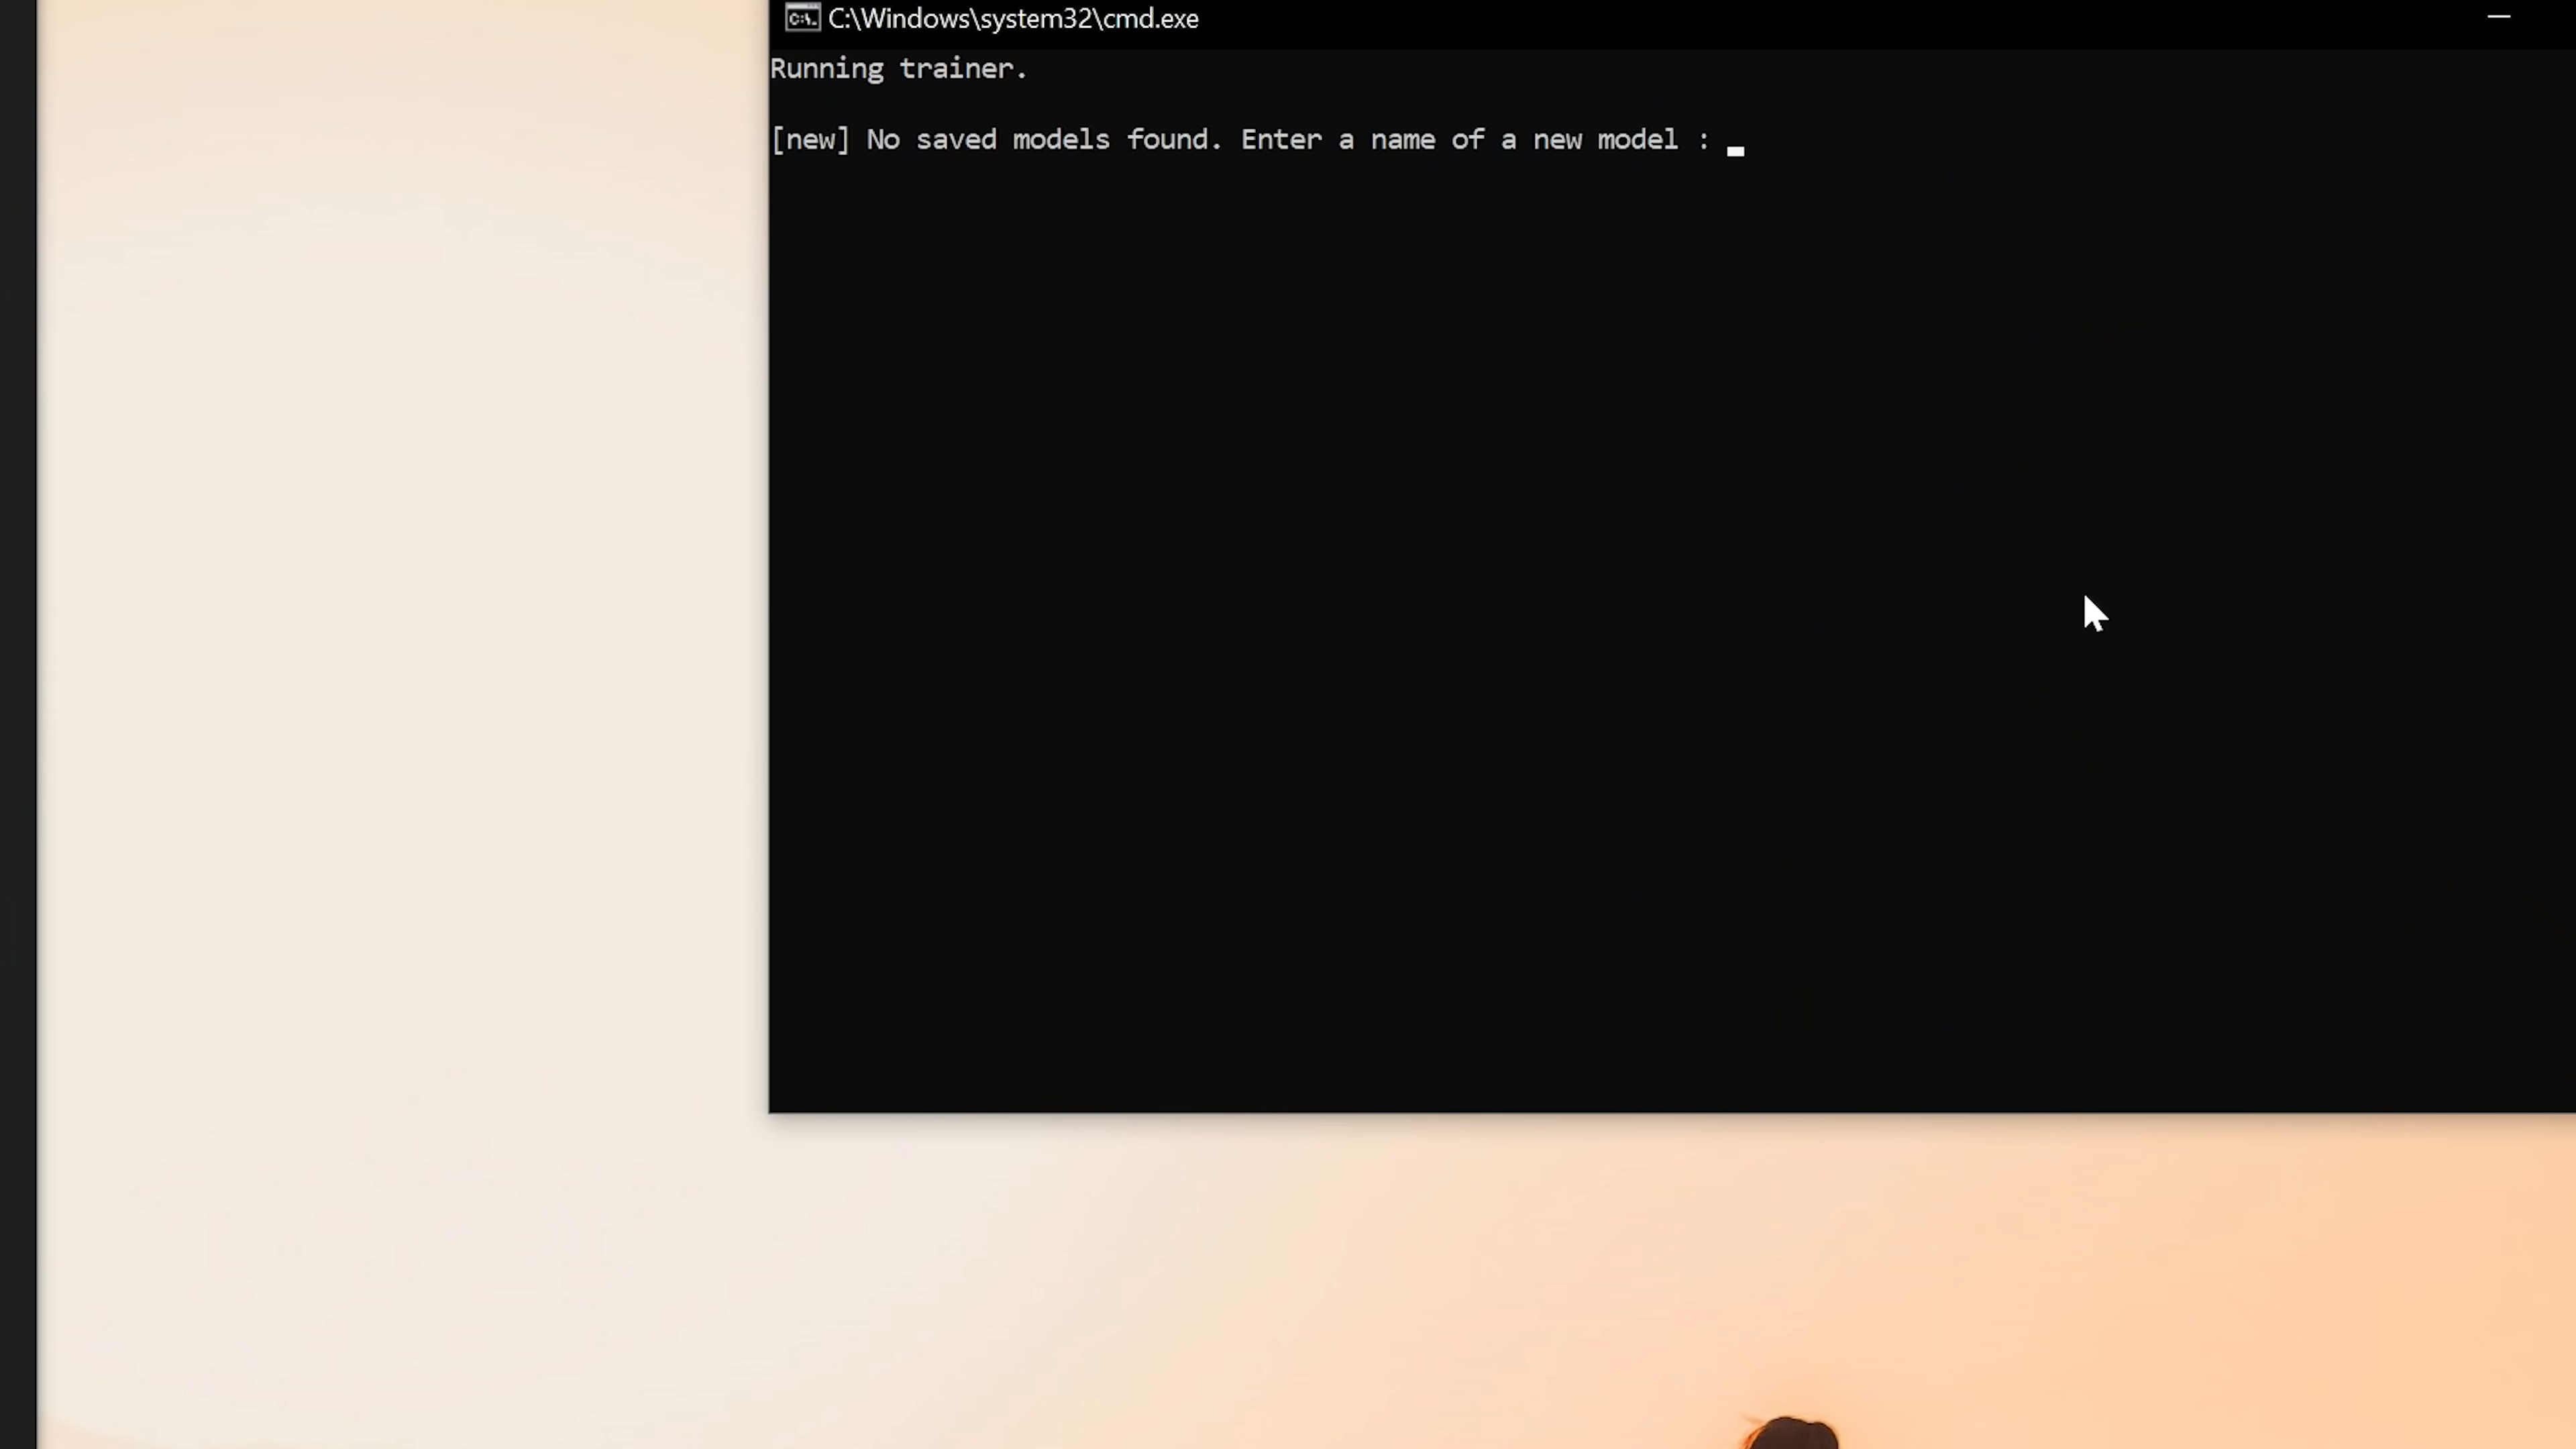 C:\Windows\system32\cmd.exe
Running trainer.
[new] No saved models found. Enter a name of a new model :